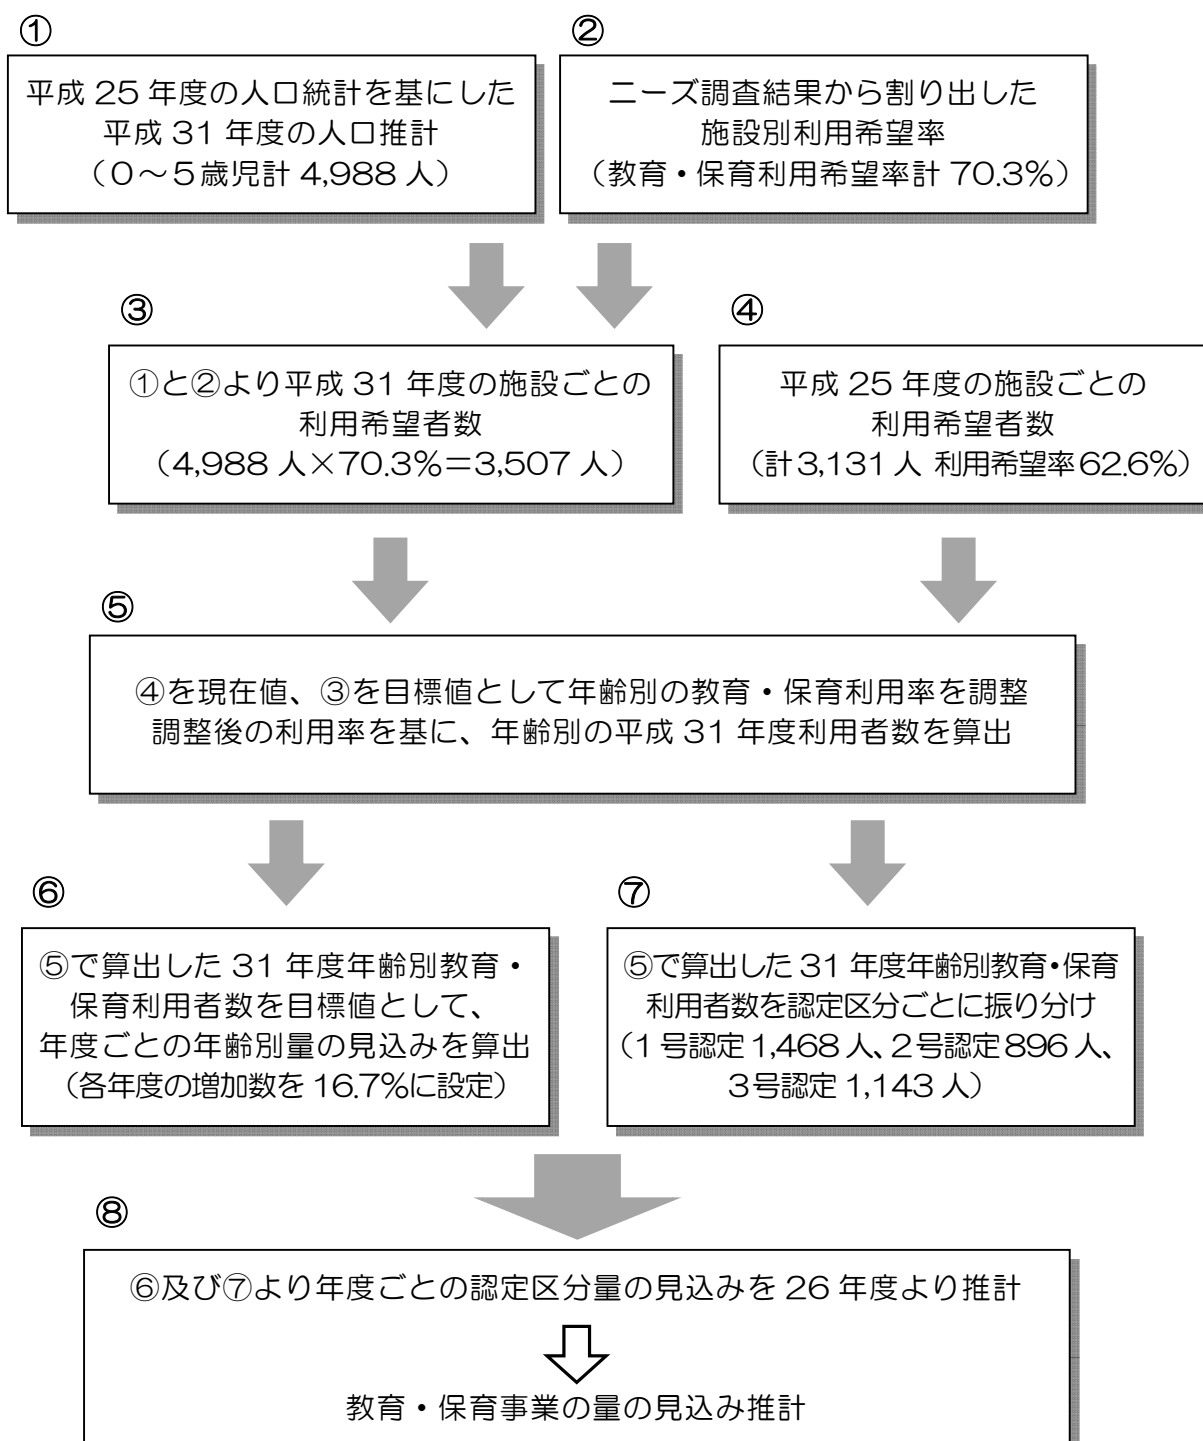 ①
平成 25 年度の人口統計を基にした
平成 31 年度の人口推計
（０～５歳児計 4,988 人）
②
ニーズ調査結果から割り出した
施設別利用希望率
（教育・保育利用希望率計 70.3％）
③
①と②より平成 31 年度の施設ごとの
利用希望者数
（4,988 人×70.3％＝3,507 人）
④
平成 25 年度の施設ごとの
利用希望者数
（計3,131 人 利用希望率62.6％）
⑤
④を現在値、③を目標値として年齢別の教育・保育利用率を調整
調整後の利用率を基に、年齢別の平成 31 年度利用者数を算出
⑥
⑤で算出した 31 年度年齢別教育・
保育利用者数を目標値として、
年度ごとの年齢別量の見込みを算出
（各年度の増加数を 16.7％に設定）
⑦
⑤で算出した 31 年度年齢別教育・保育
利用者数を認定区分ごとに振り分け
（１号認定 1,468 人、２号認定 896 人、
３号認定 1,143 人）
⑧
⑥及び⑦より年度ごとの認定区分量の見込みを 26 年度より推計
教育・保育事業の量の見込み推計